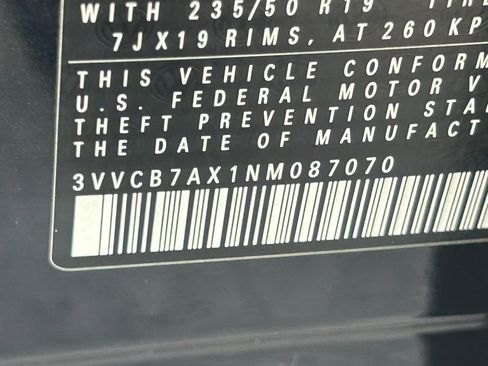 WITH 235/50 R19 TIRE
7JX19 RIMS, AT 260 KP
THIS VEHICLE CONFORM
U.S. FEDERAL MOTOR V
THEFT PREVENTION STA
THE DATE OF MANUFACT
3VVCB7AX1NM087070